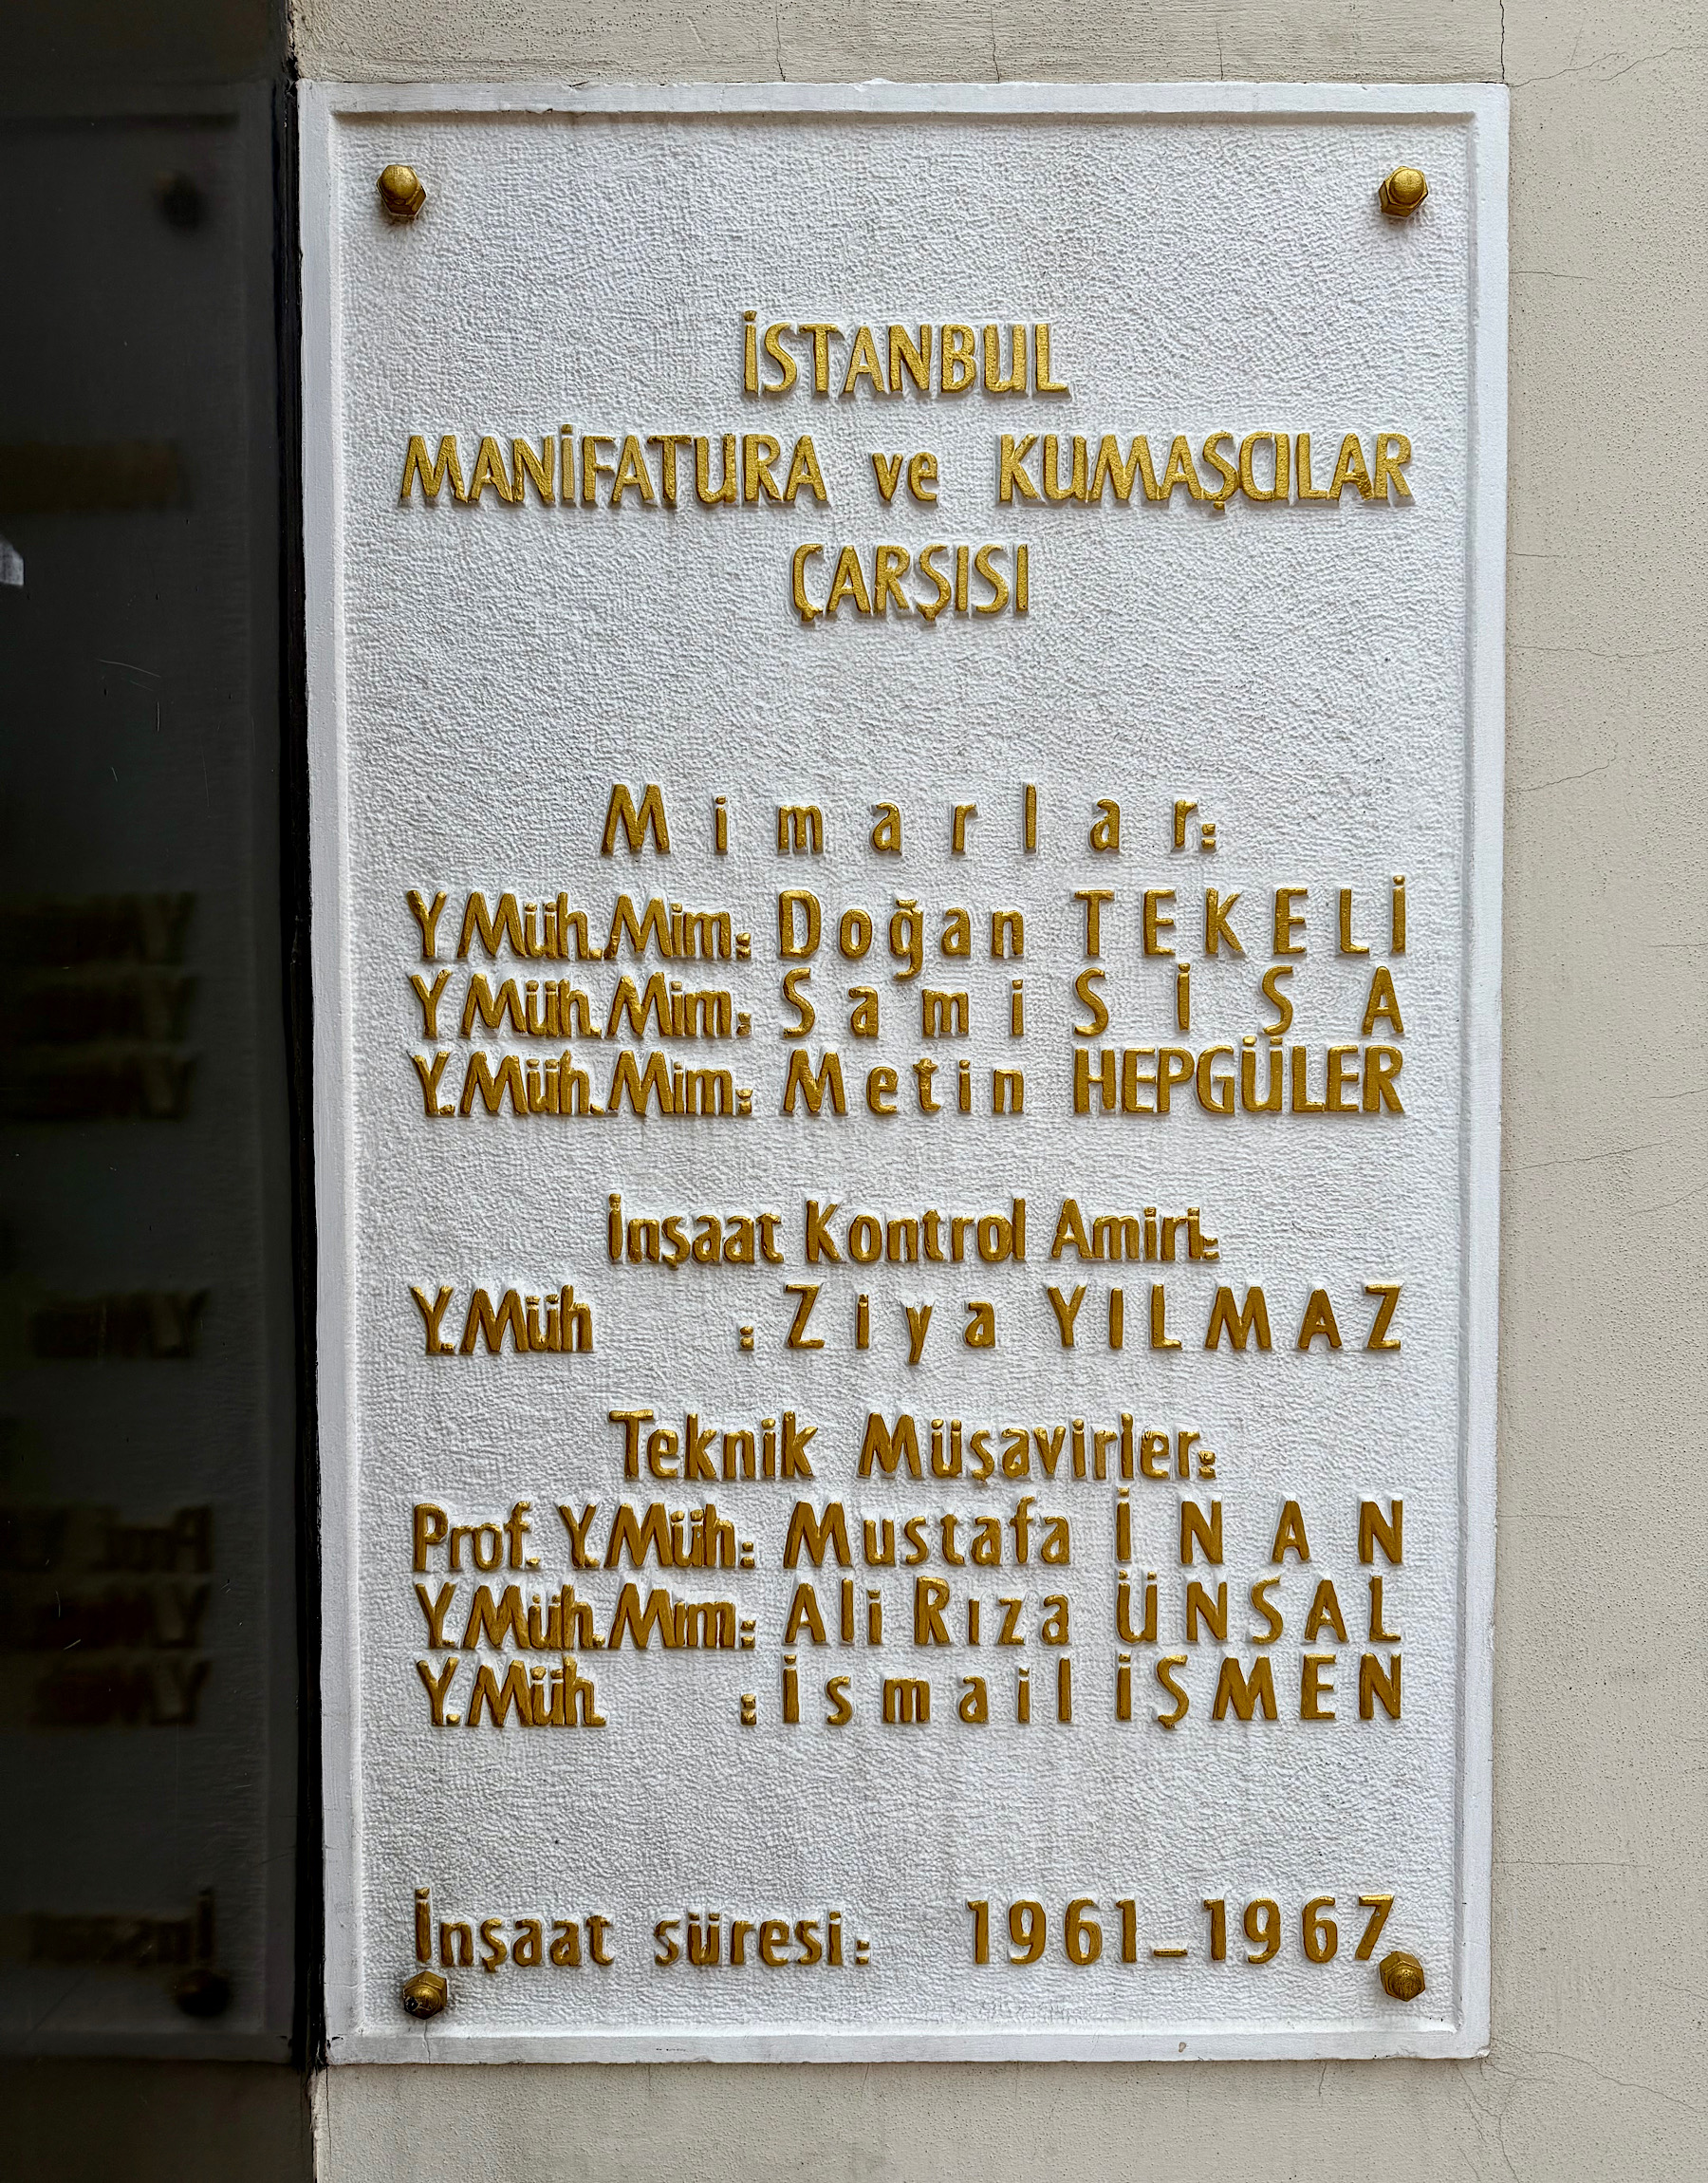 İSTANBUL
MANİFATURA ve KUMAŞCILAR
ÇARŞISI
Mimarlar:
Y Müh.Mim: Doğan TEKELİ
Y Müh.Mim: Sami SİSA
Y.Müh.Mim: Metin HEPGÜLER
İnşaat Kontrol Amiri:
Y.Müh : Ziya YILMAZ
Teknik Müşavirler:
Prof. Y.Müh: Mustafa İNAN
Y.Müh.Mım: Ali Rıza ÜNSAL
Y.Müh. : İsmail İŞMEN
İnşaat süresi: 1961-1967